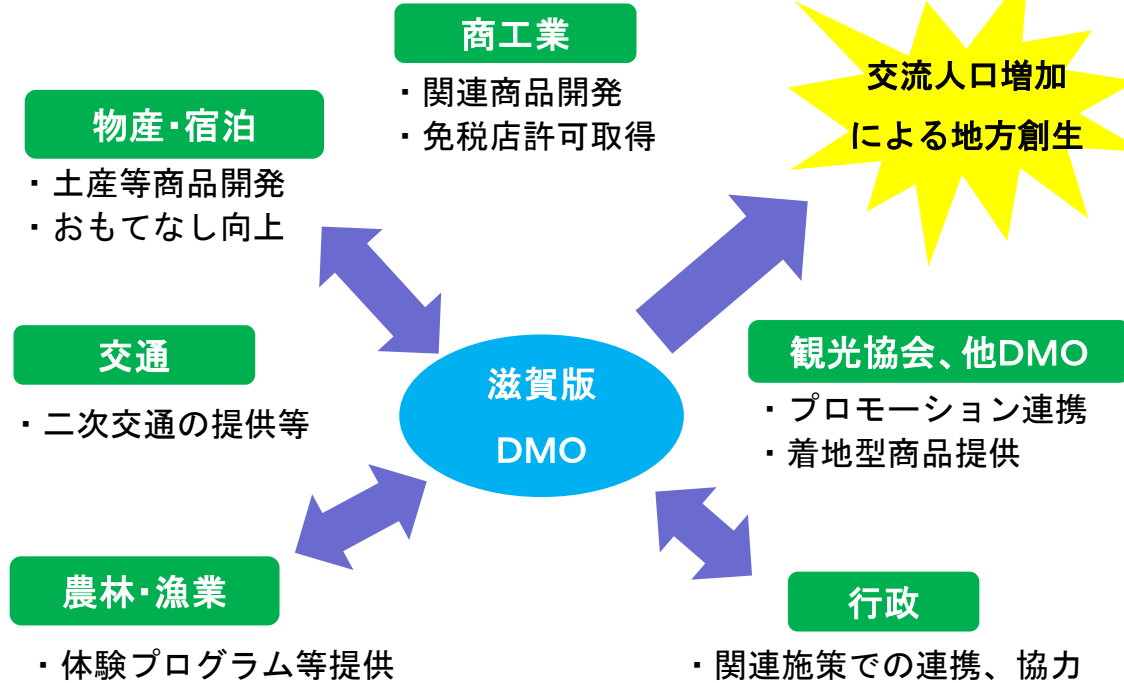 商工業
・関連商品開発
・免税店許可取得
交流人口増加
による地方創生
物産・宿泊
・土産等商品開発
・おもてなし向上
交通
・二次交通の提供等
滋賀版
DMO
観光協会、他DMO
・プロモーション連携
・着地型商品提供
農林・漁業
・体験プログラム等提供
行政
・関連施策での連携、協力